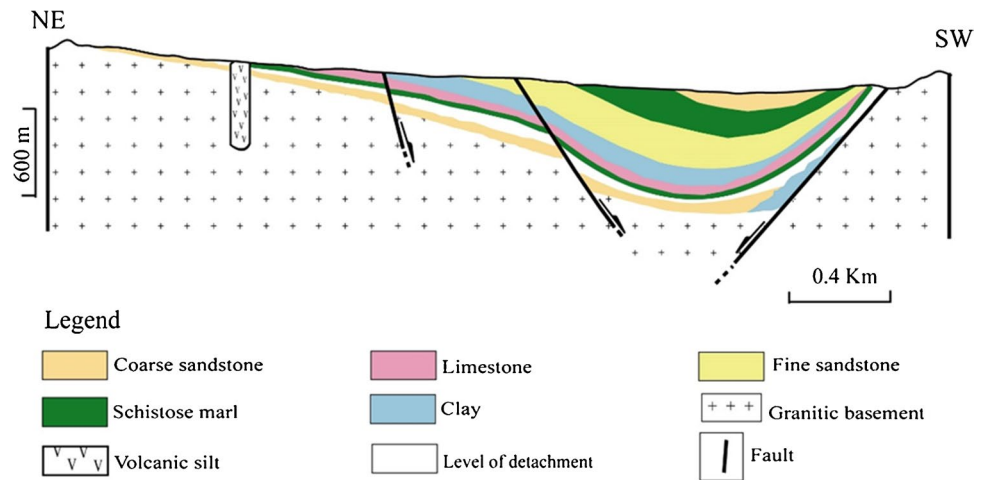 NE
SW
600 m
0.4 Km
Legend
Coarse sandstone
Limestone
Fine sandstone
Schistose marl
Clay
Granitic basement
Volcanic silt
Level of detachment
Fault